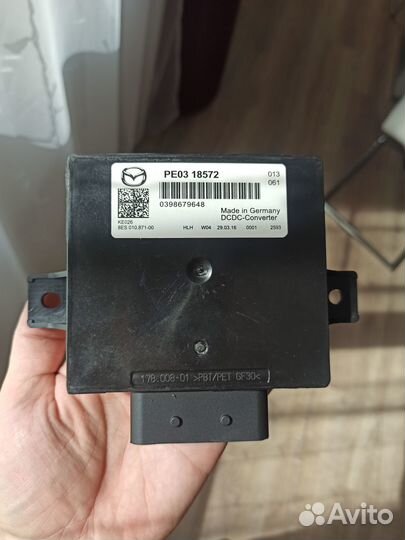 PE03 18572
013
061
0398679648
Made in Germany
DCDC-Converter
KE026
8ES.010.871-00
HLH W04 29.03.16 0001 2593
178.008-01 >PBT/PET GF30<
Avito